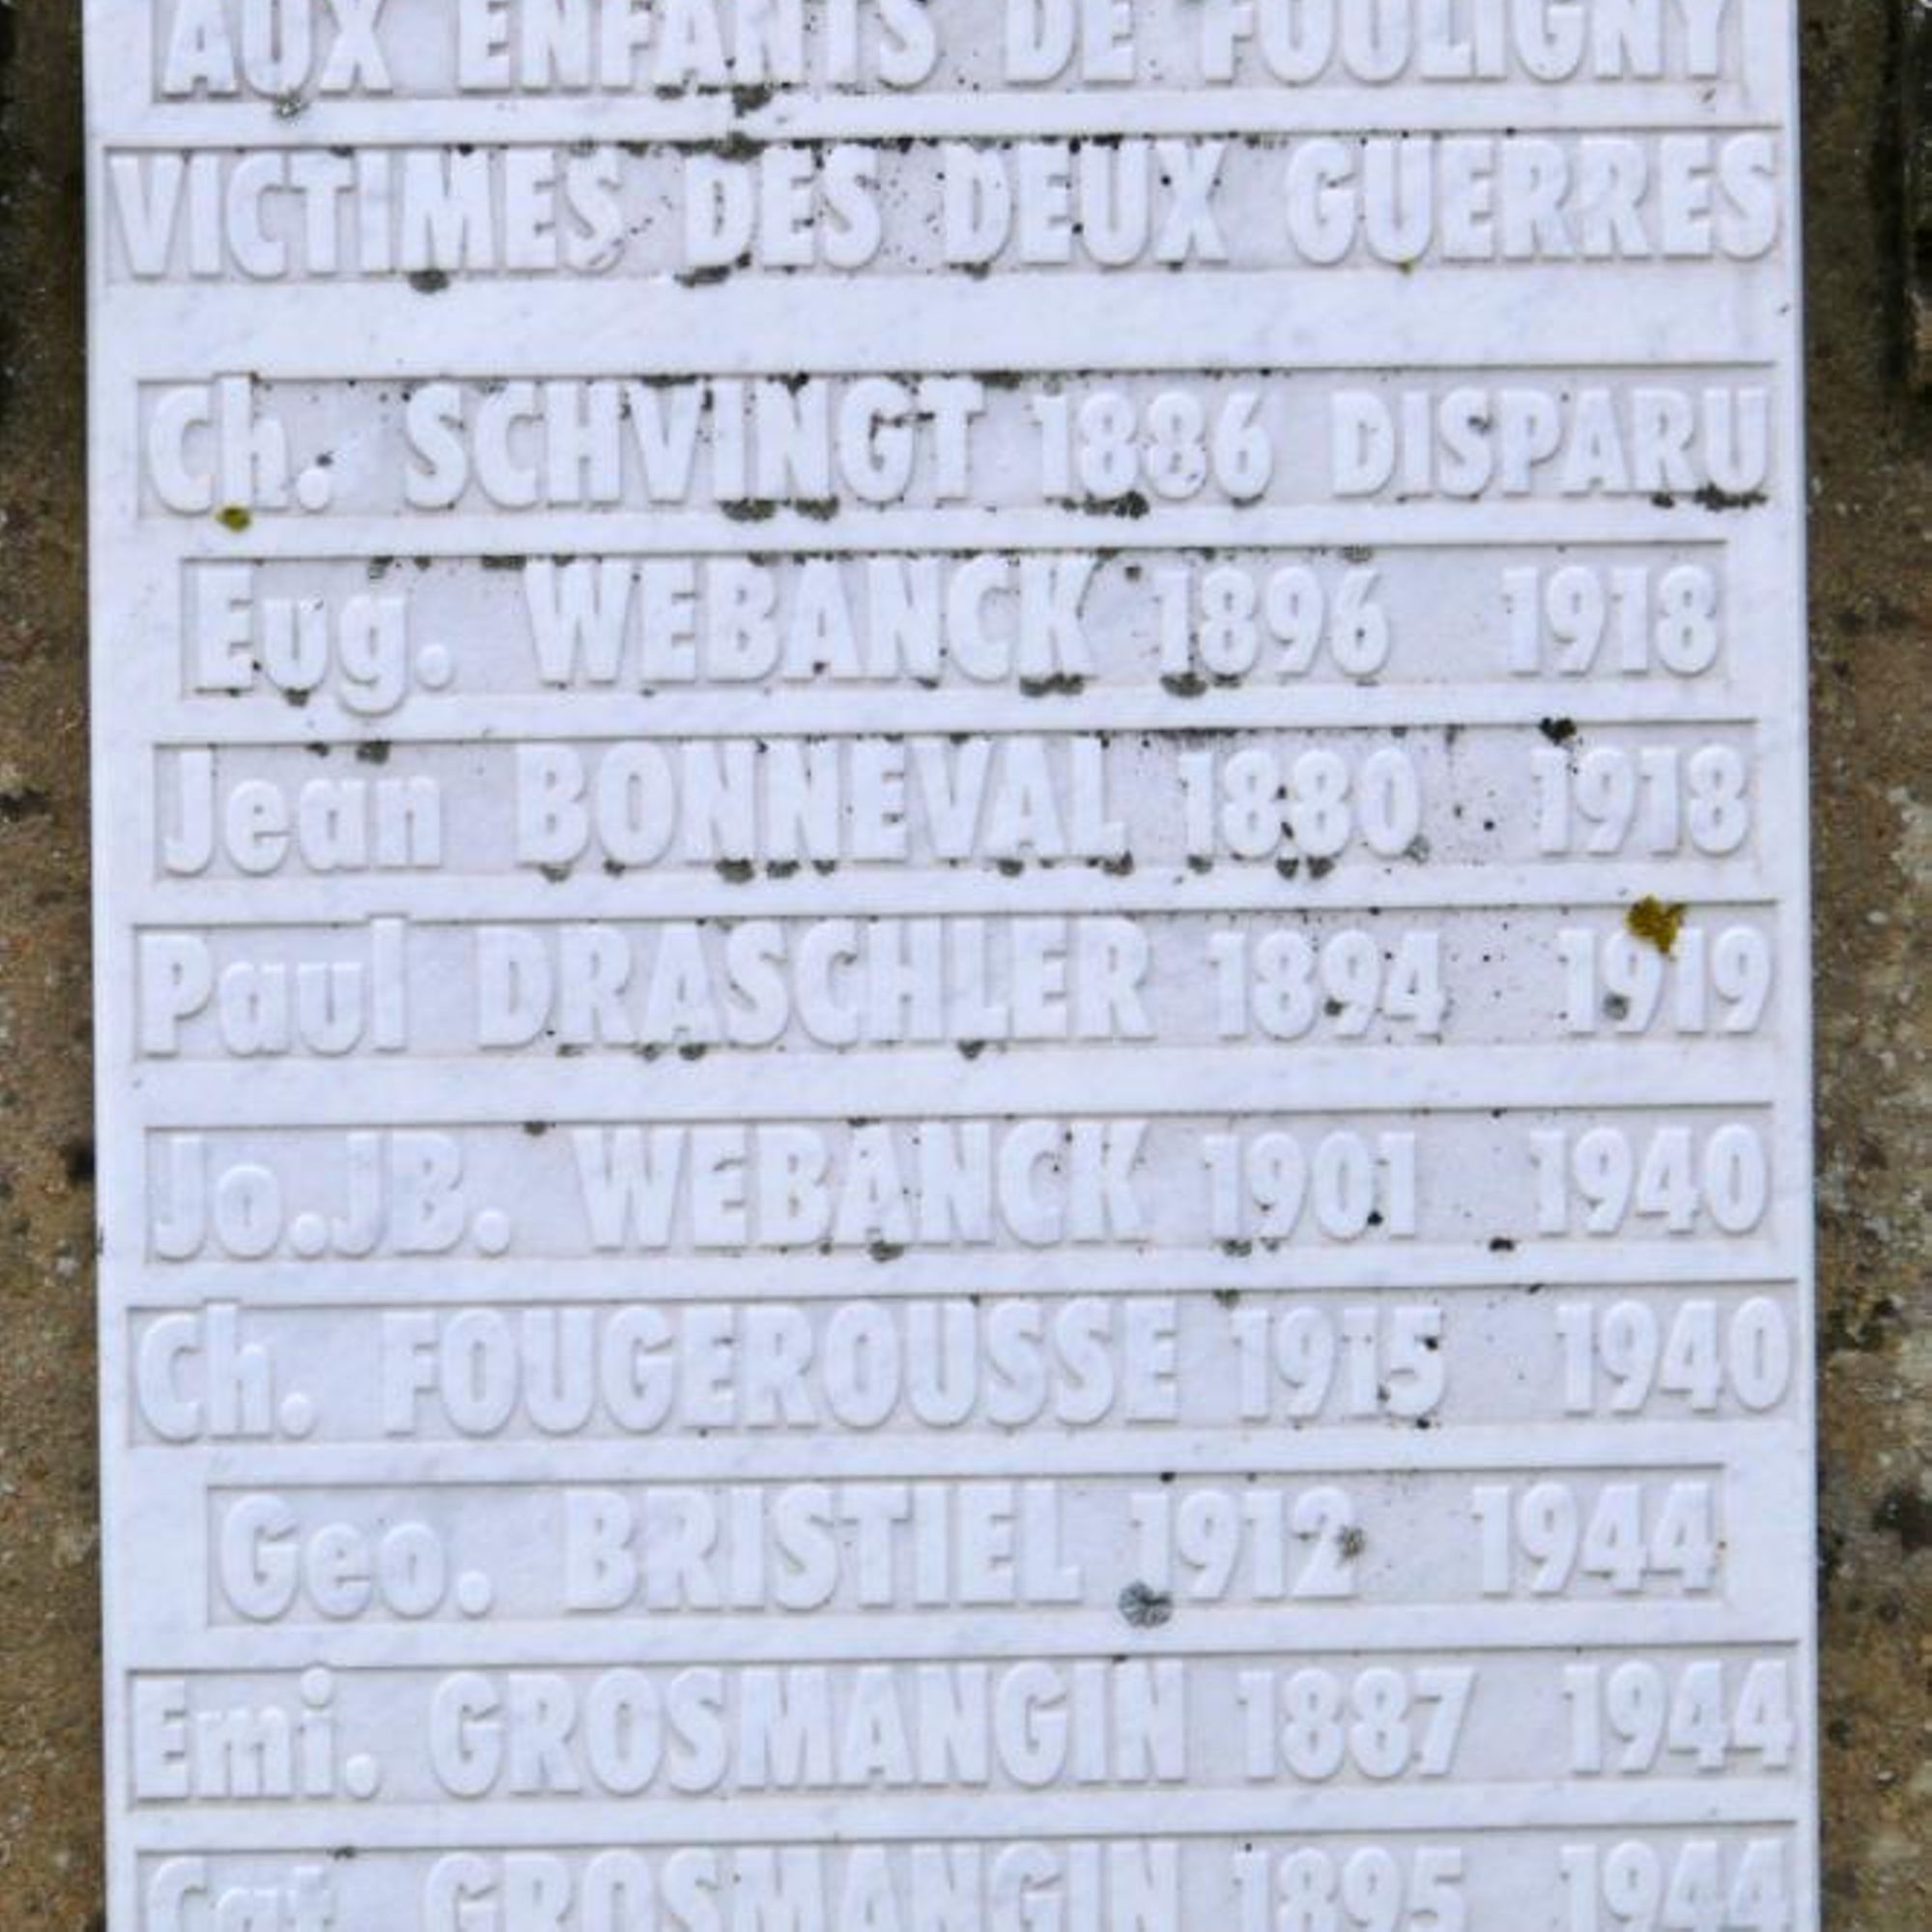 AUX ENFANTS DE FOULIGNY
VICTIMES DES DEUX GUERRES
Ch. SCHVINGT 1886 DISPARU
Eug. WEBANCK 1896 1918
Jean BONNEVAL 1880 1918
Paul DRASCHLER 1894 1919
Jo.JB. WEBANCK 1901 1940
Ch. FOUGEROUSSE 1915 1940
Geo. BRISTIEL 1912 1944
Emi. GROSMANGIN 1887 1944
GROSMANGIN 1895 1944